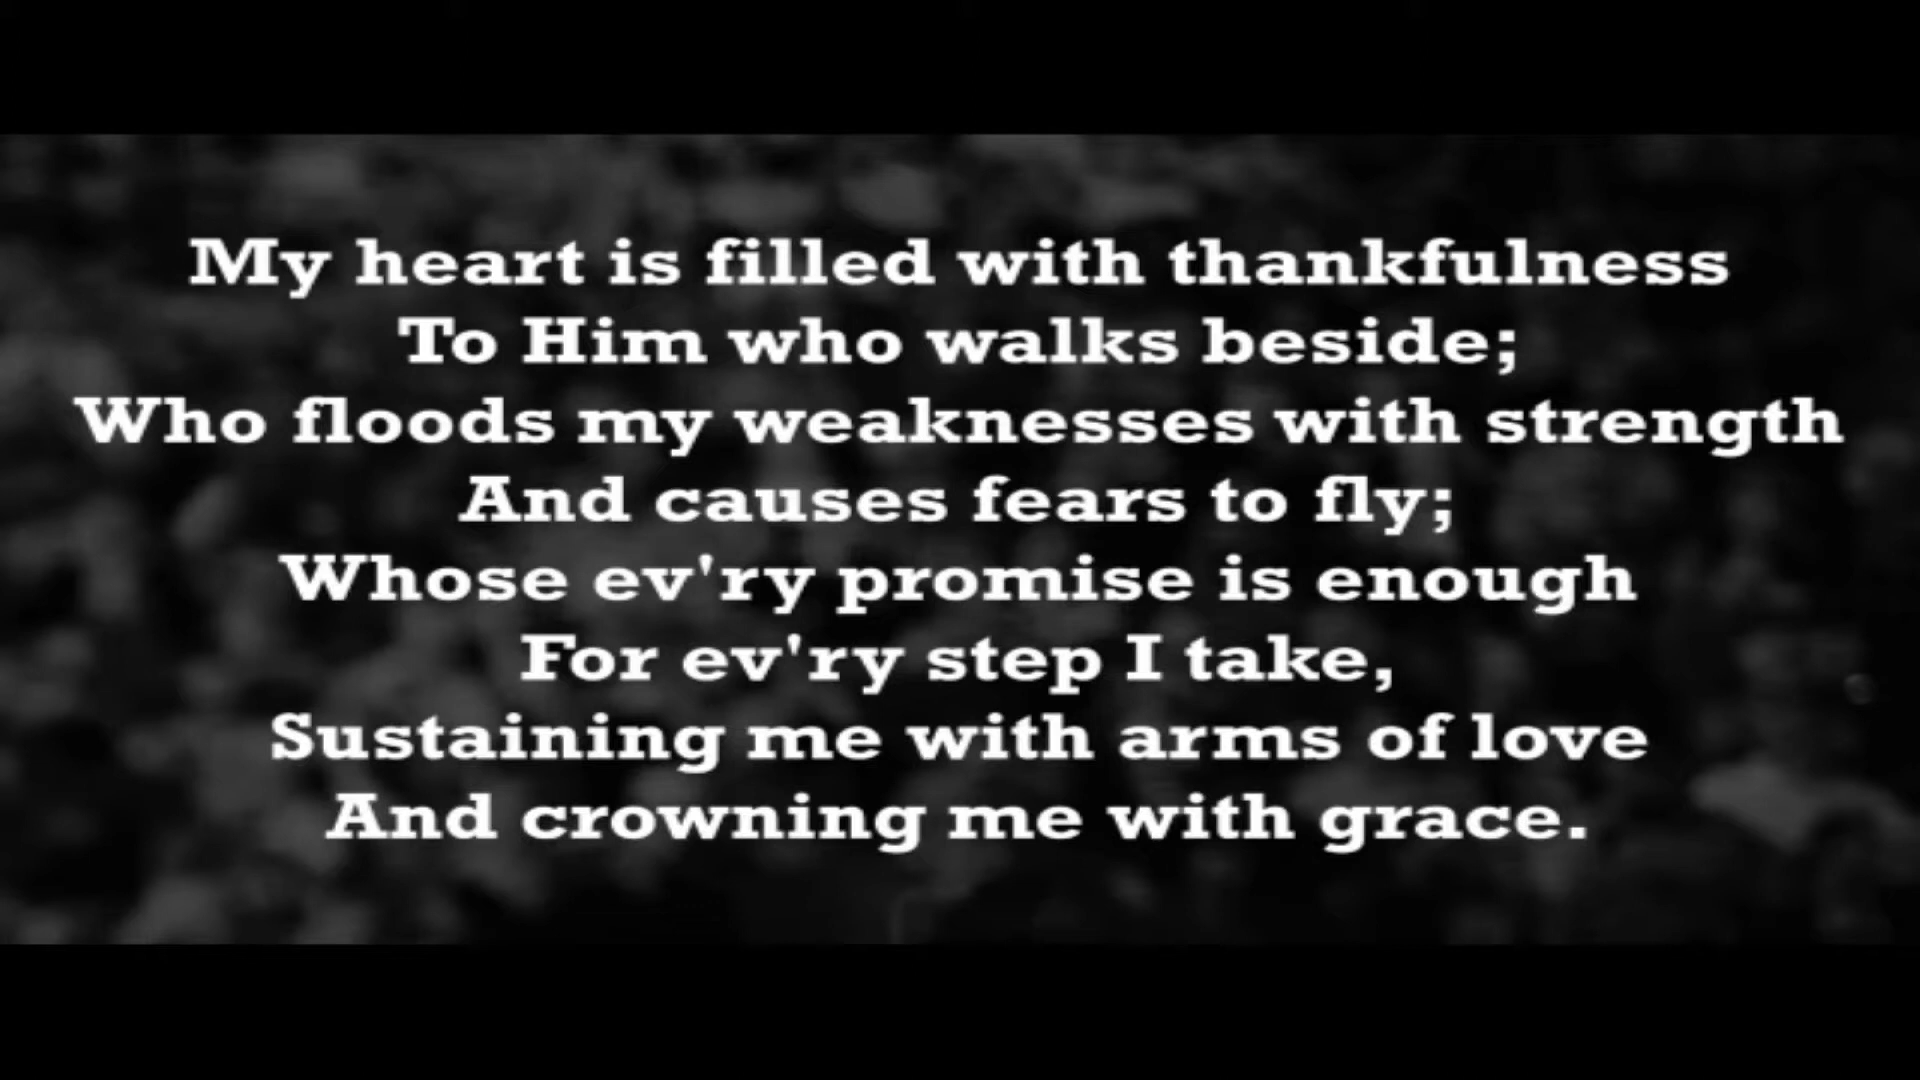 My heart is filled with thankfulness
To Him who walks beside;
Who floods my weaknesses with strength
And causes fears to fly;
Whose ev'ry promise is enough
For ev'ry step I take,
Sustaining me with arms of love
And crowning me with grace.